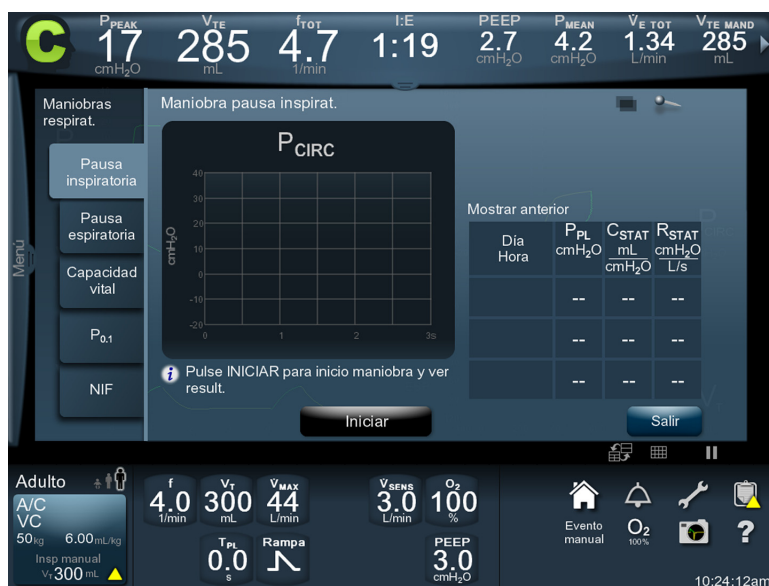 C
PPEAK
17
cmH2O
VTE
285
mL
fTOT
4.7
1/min
I:E
1:19
PEEP
2.7
cmH2O
PMEAN
4.2
cmH2O
V̇E TOT
1.34
L/min
VTE MAND
285
mL
Menú
Maniobras
respirat.
Pausa
inspiratoria
Pausa
espiratoria
Capacidad
vital
P0.1
NIF
Maniobra pausa inspirat.
PCIRC
cmH2O
40
30
20
10
0
-10
-20
0
1
2
3s
Mostrar anterior
Día
Hora
PPL
cmH2O
CSTAT
mL
cmH2O
RSTAT
cmH2O
L/s
-- -- --
-- -- --
-- -- --
i Pulse INICIAR para inicio maniobra y ver
result.
Iniciar
Salir
Adulto
A/C
VC
50kg 6.00mL/kg
Insp manual
VT300 mL
f
4.0
1/min
VT
300
mL
V̇MAX
44
L/min
V̇SENS
3.0
L/min
O2
100
%
TPL
0.0
s
Rampa
PEEP
3.0
cmH2O
Evento
manual
O2
100%
?
10:24:12am